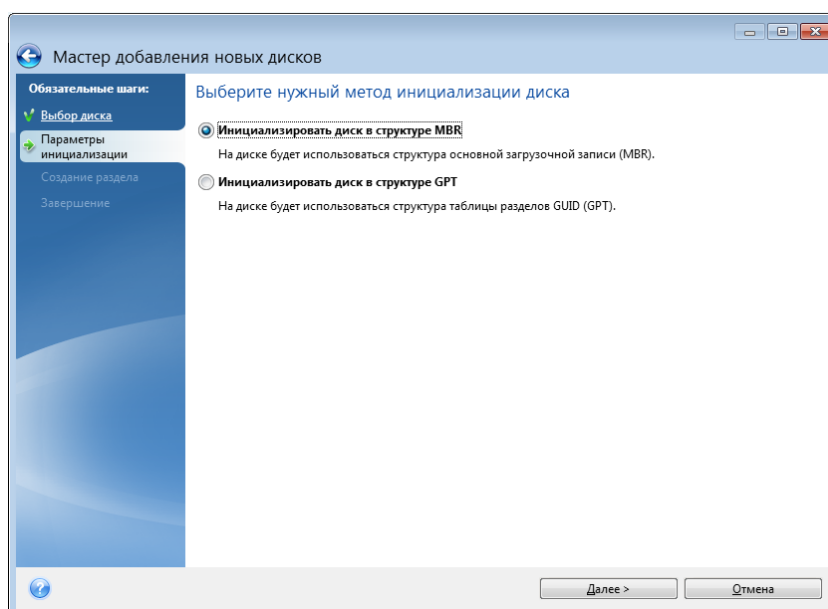 Мастер добавления новых дисков
Обязательные шаги:
Выбор диска
Параметры
инициализации
Создание раздела
Завершение
Выберите нужный метод инициализации диска
Инициализировать диск в структуре MBR
На диске будет использоваться структура основной загрузочной записи (MBR).
Инициализировать диск в структуре GPT
На диске будет использоваться структура таблицы разделов GUID (GPT).
Далее >
Отмена